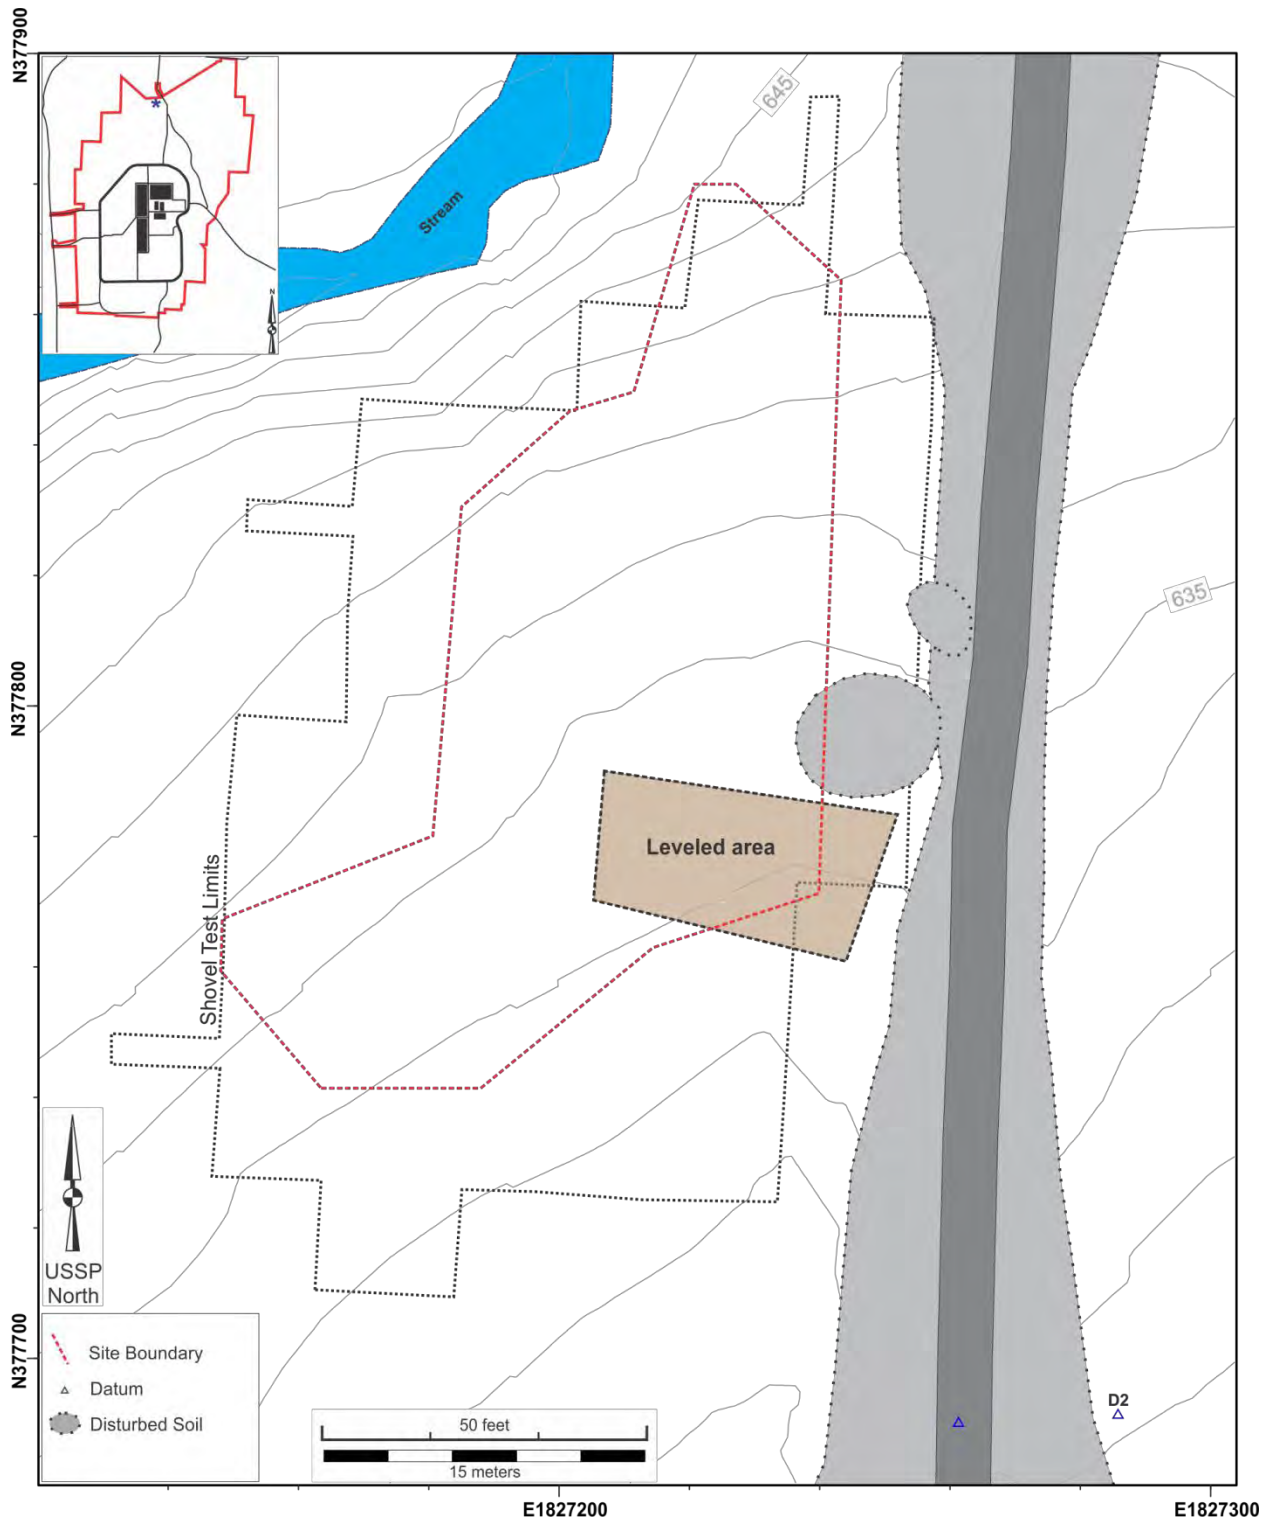 N377900
645
Stream
N
635
N377800
Leveled area
Shovel Test Limits
USSP
North
N377700
Site Boundary
Datum
Disturbed Soil
50 feet
15 meters
D2
E1827200
E1827300